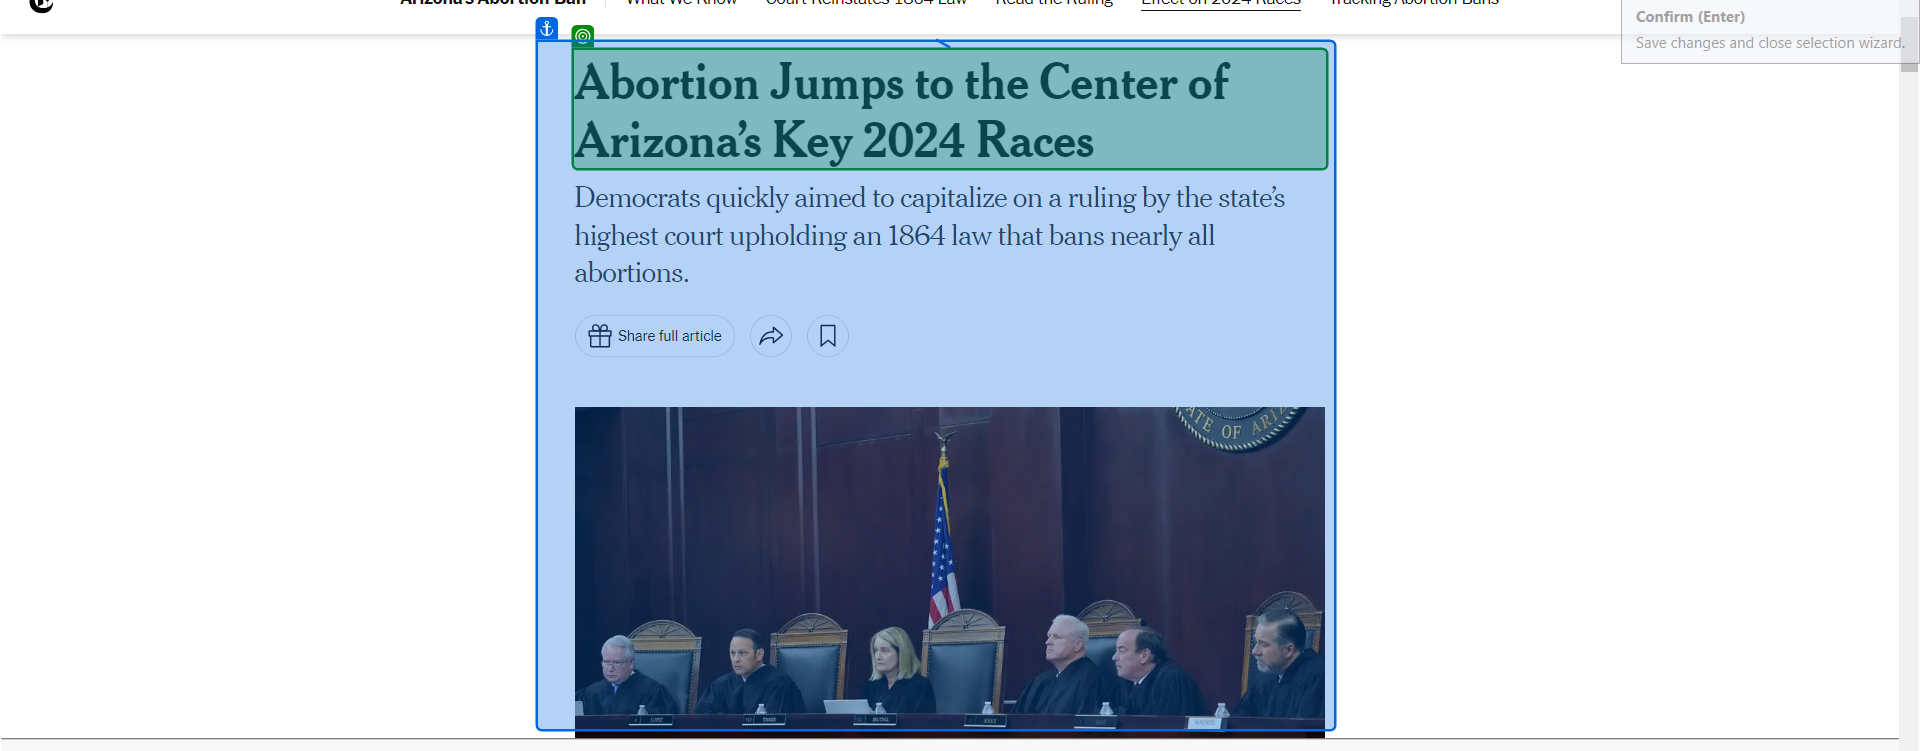 Arizona's Abortion Ban What We Know Court Reinstates 1864 Law Read the Ruling Effect on 2024 Races Tracking Abortion Bans
Confirm (Enter)
Save changes and close selection wizard.
Abortion Jumps to the Center of
Arizona’s Key 2024 Races
Democrats quickly aimed to capitalize on a ruling by the state’s
highest court upholding an 1864 law that bans nearly all
abortions.
Share full article
ATE OF ARIZ